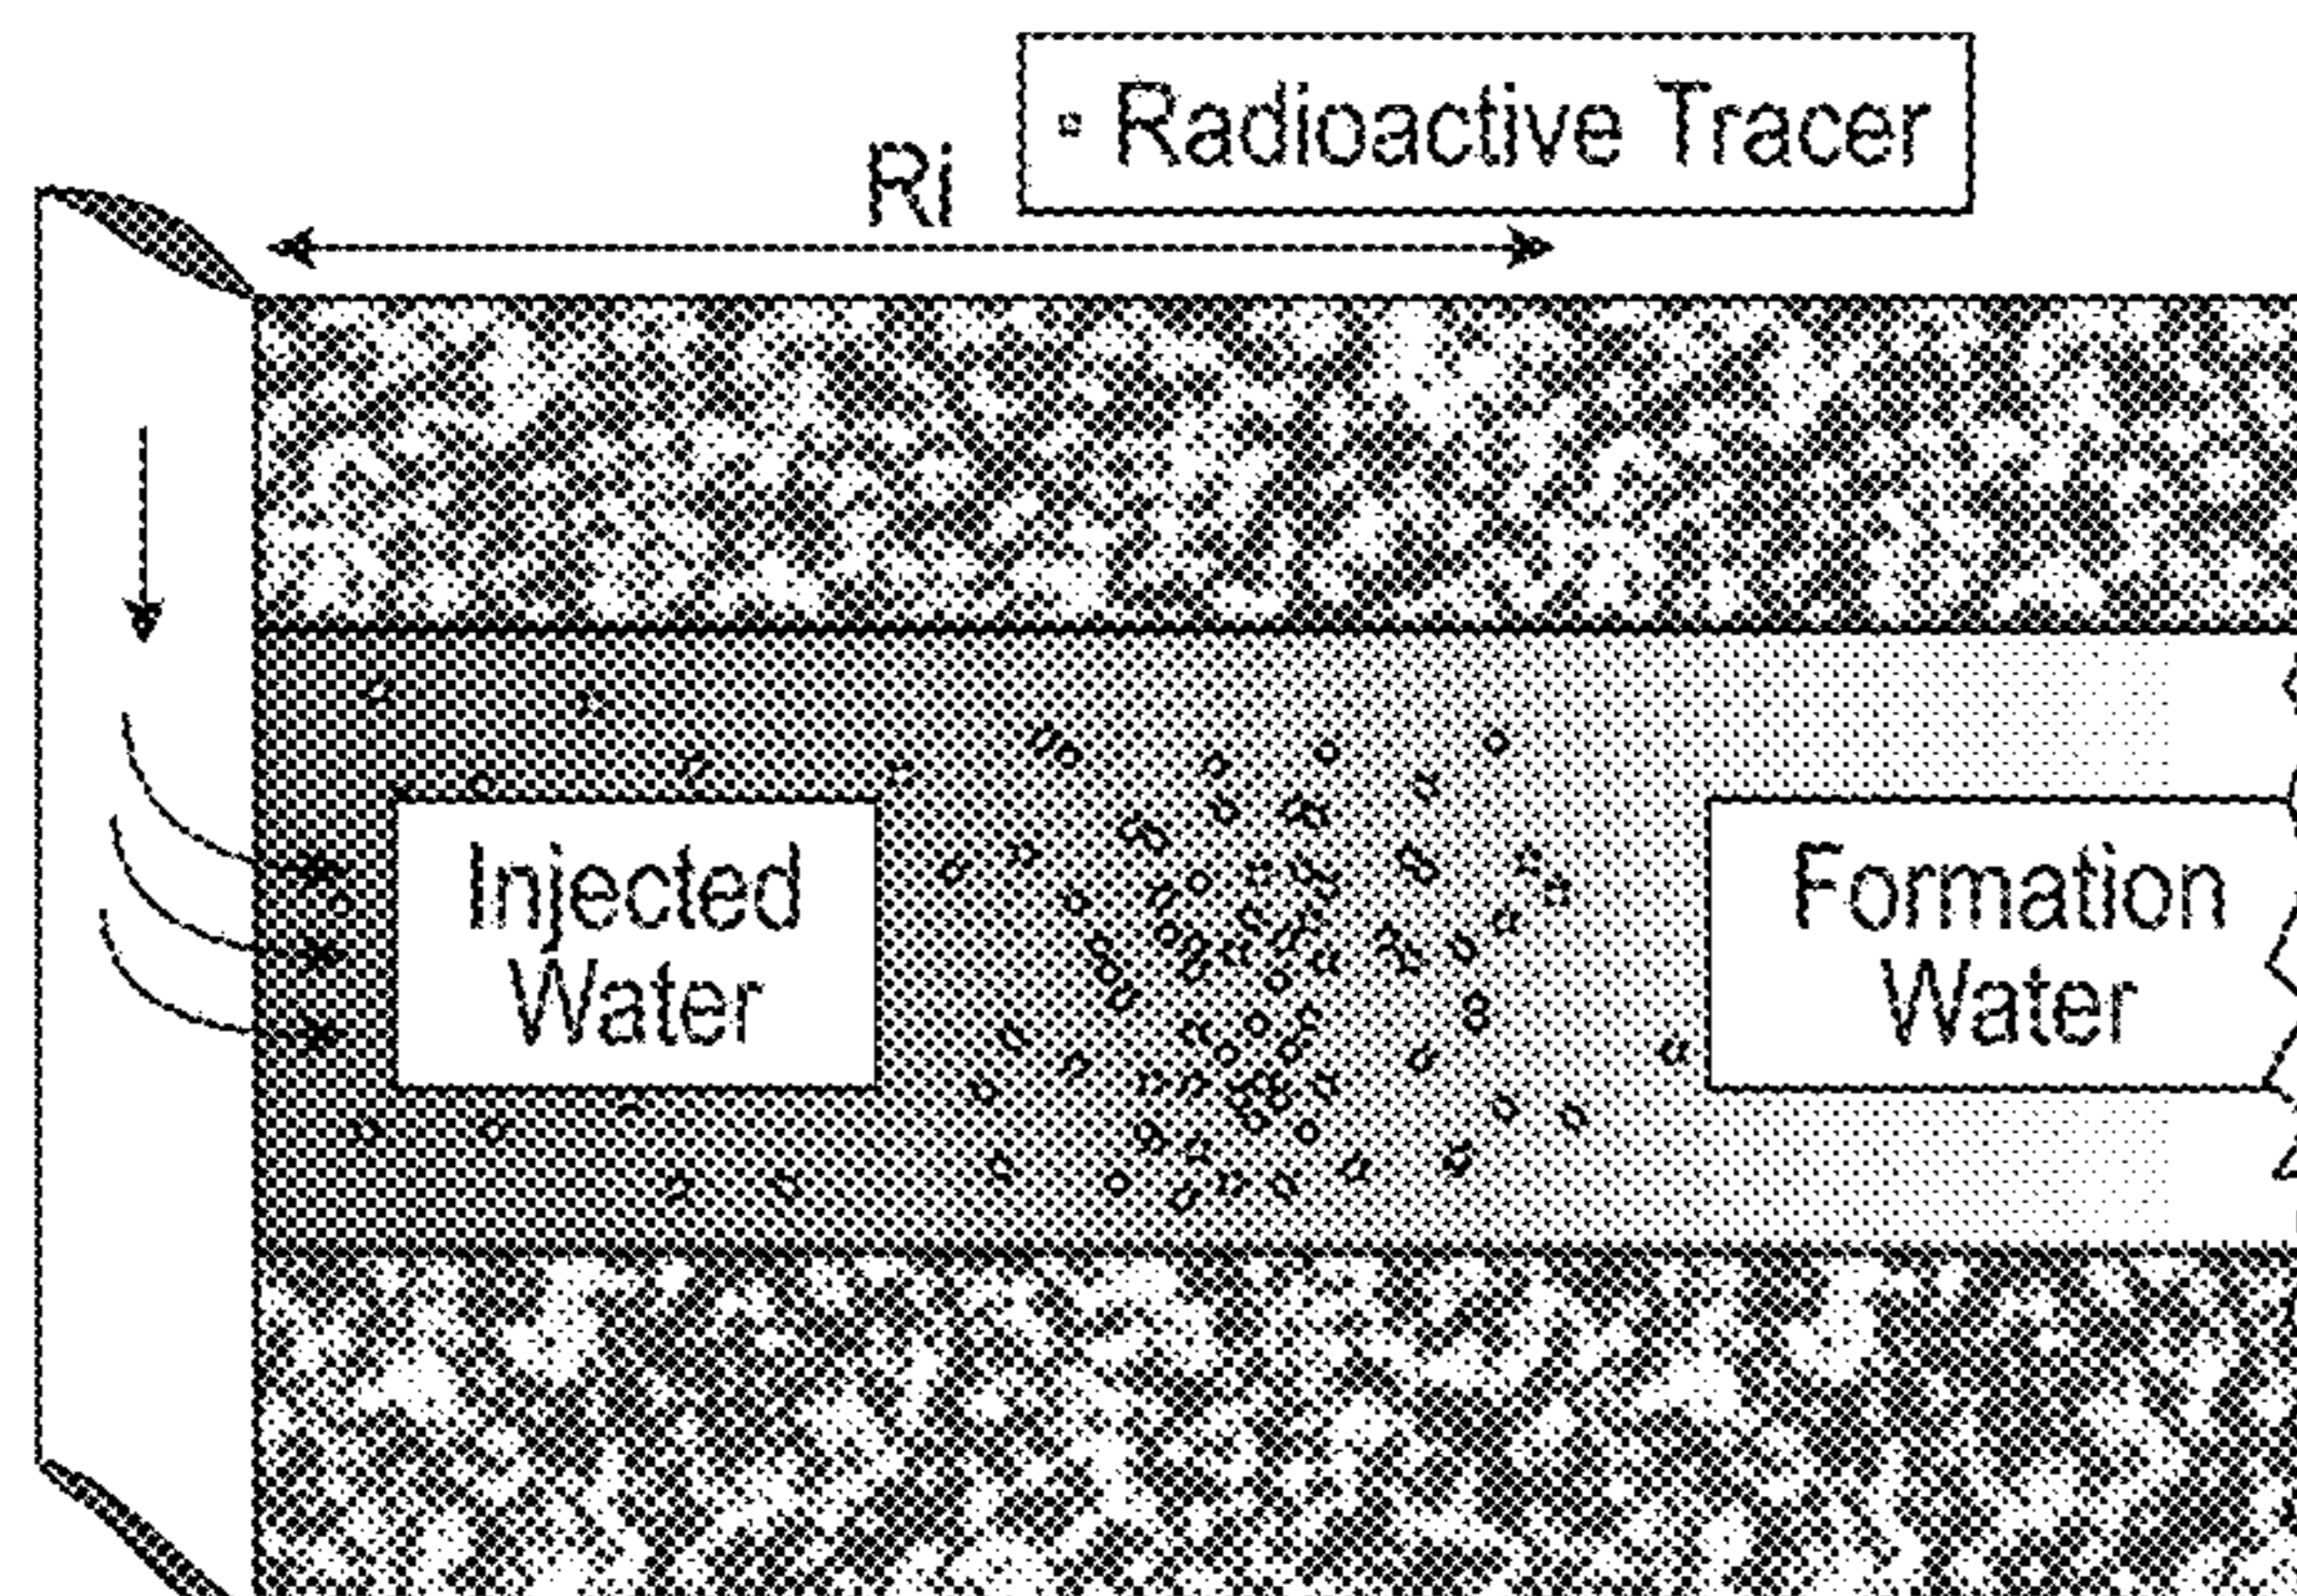 Radioactive Tracer
Ri
Injected
Water
Formation
Water